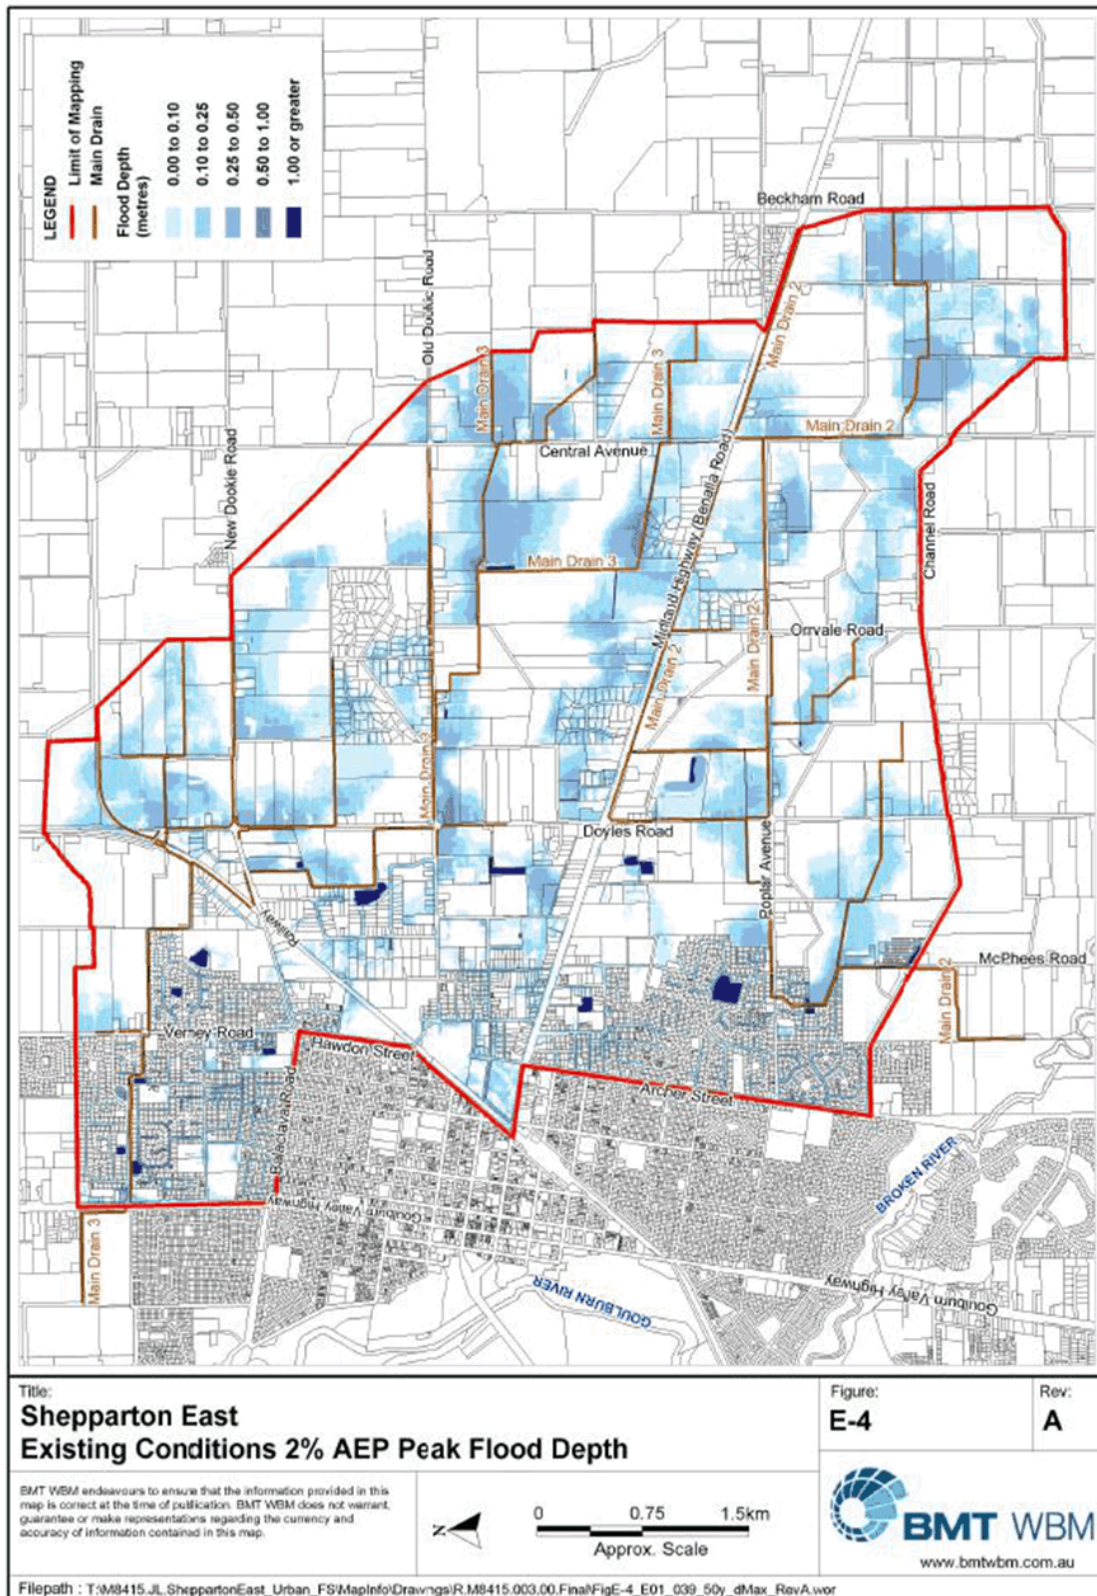 LEGEND
Limit of Mapping
Main Drain
Flood Depth
(metres)
0.00 to 0.10
0.10 to 0.25
0.25 to 0.50
0.50 to 1.00
1.00 or greater
Beckham Road
Old Dookie Road
New Dookie Road
Main Drain 3
Main Drain 3
Main Drain 2
Main Drain 2
Central Avenue
Midland Highway (Benalla Road)
Channel Road
Main Drain 3
Main Drain 2
Orrvale Road
Main Drain 2
Main Drain 3
Doyles Road
Poplar Avenue
Railway
McPhees Road
Main Drain 2
Verney Road
Hawdon Street
Balaclava Road
Archer Street
BROKEN RIVER
Goulburn Valley Highway
Main Drain 3
GOULBURN RIVER
Goulburn Valley Highway
Title:
Shepparton East
Existing Conditions 2% AEP Peak Flood Depth
Figure:
E-4
Rev:
A
BMT WBM endeavours to ensure that the information provided in this
map is correct at the time of publication. BMT WBM does not warrant,
guarantee or make representations regarding the currency and
accuracy of information contained in this map.
N
0 0.75 1.5km
Approx. Scale
BMT WBM
www.bmtwbm.com.au
Filepath : T:\M8415.JL.SheppartonEast_Urban_FS\MapInfo\Drawings\R.M8415.003.00.Final\FigE-4_E01_039_50y_dMax_RevA.wor